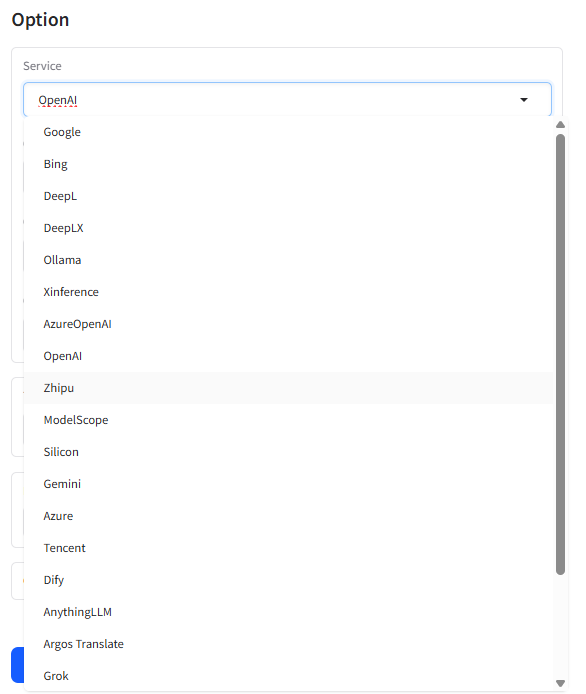 Option
Service
OpenAI
Google
Bing
DeepL
DeepLX
Ollama
Xinference
AzureOpenAI
OpenAI
Zhipu
ModelScope
Silicon
Gemini
Azure
Tencent
Dify
AnythingLLM
Argos Translate
Grok